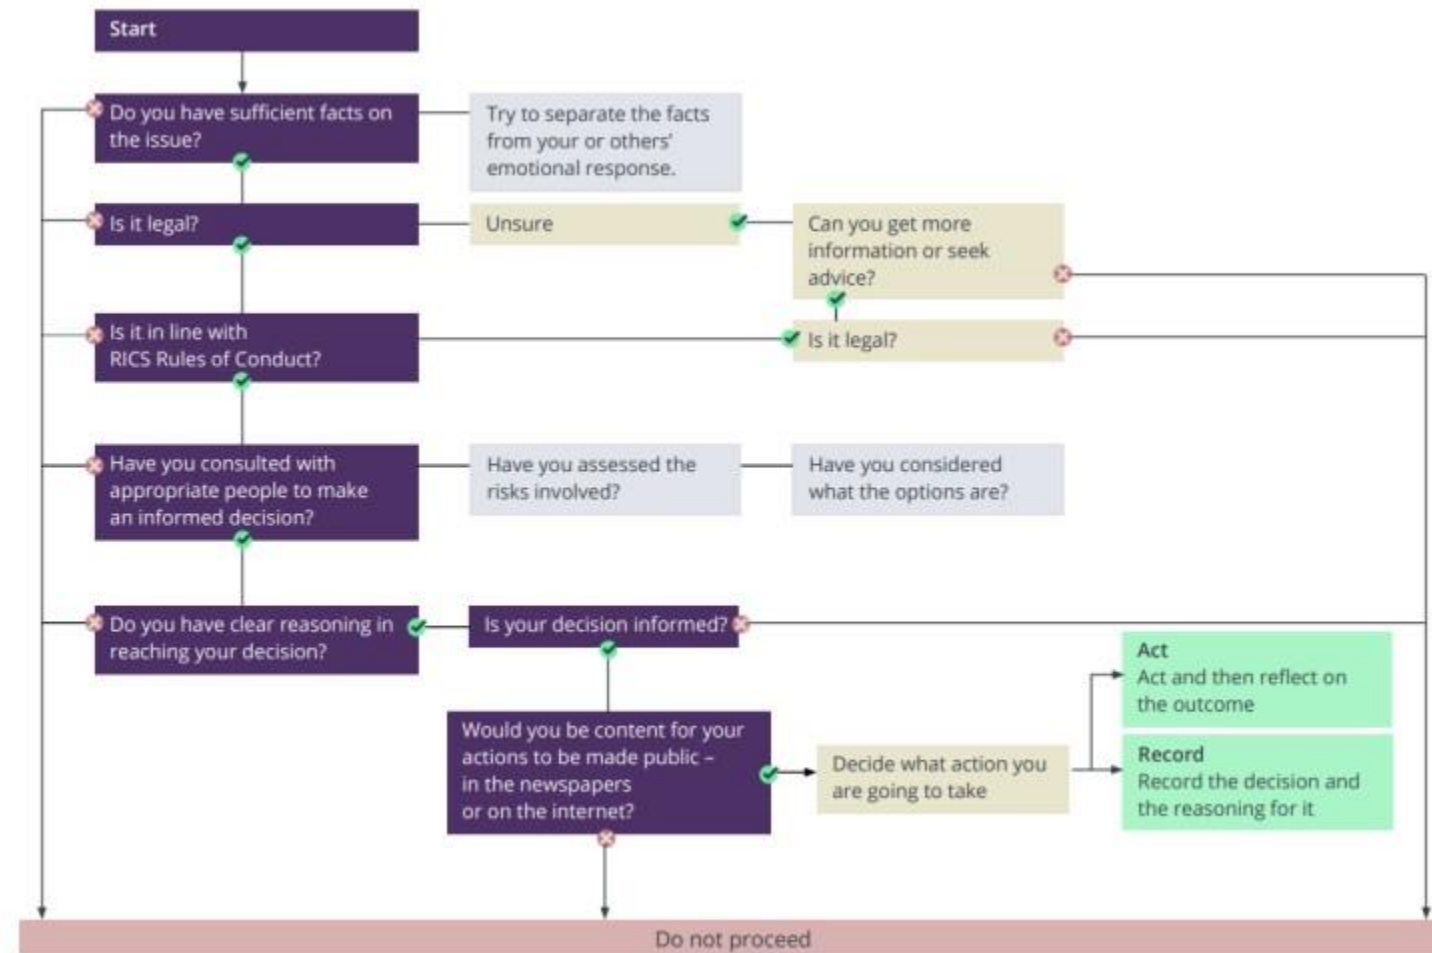 Start
Do you have sufficient facts on
the issue?
Try to separate the facts
from your or others'
emotional response.
Is it legal?
Unsure
Can you get more
information or seek
advice?
Is it in line with
RICS Rules of Conduct?
Is it legal?
Have you consulted with
appropriate people to make
an informed decision?
Have you assessed the
risks involved?
Have you considered
what the options are?
Do you have clear reasoning in
reaching your decision?
Is your decision informed?
Would you be content for your
actions to be made public –
in the newspapers
or on the internet?
Decide what action you
are going to take
Act
Act and then reflect on
the outcome
Record
Record the decision and
the reasoning for it
Do not proceed